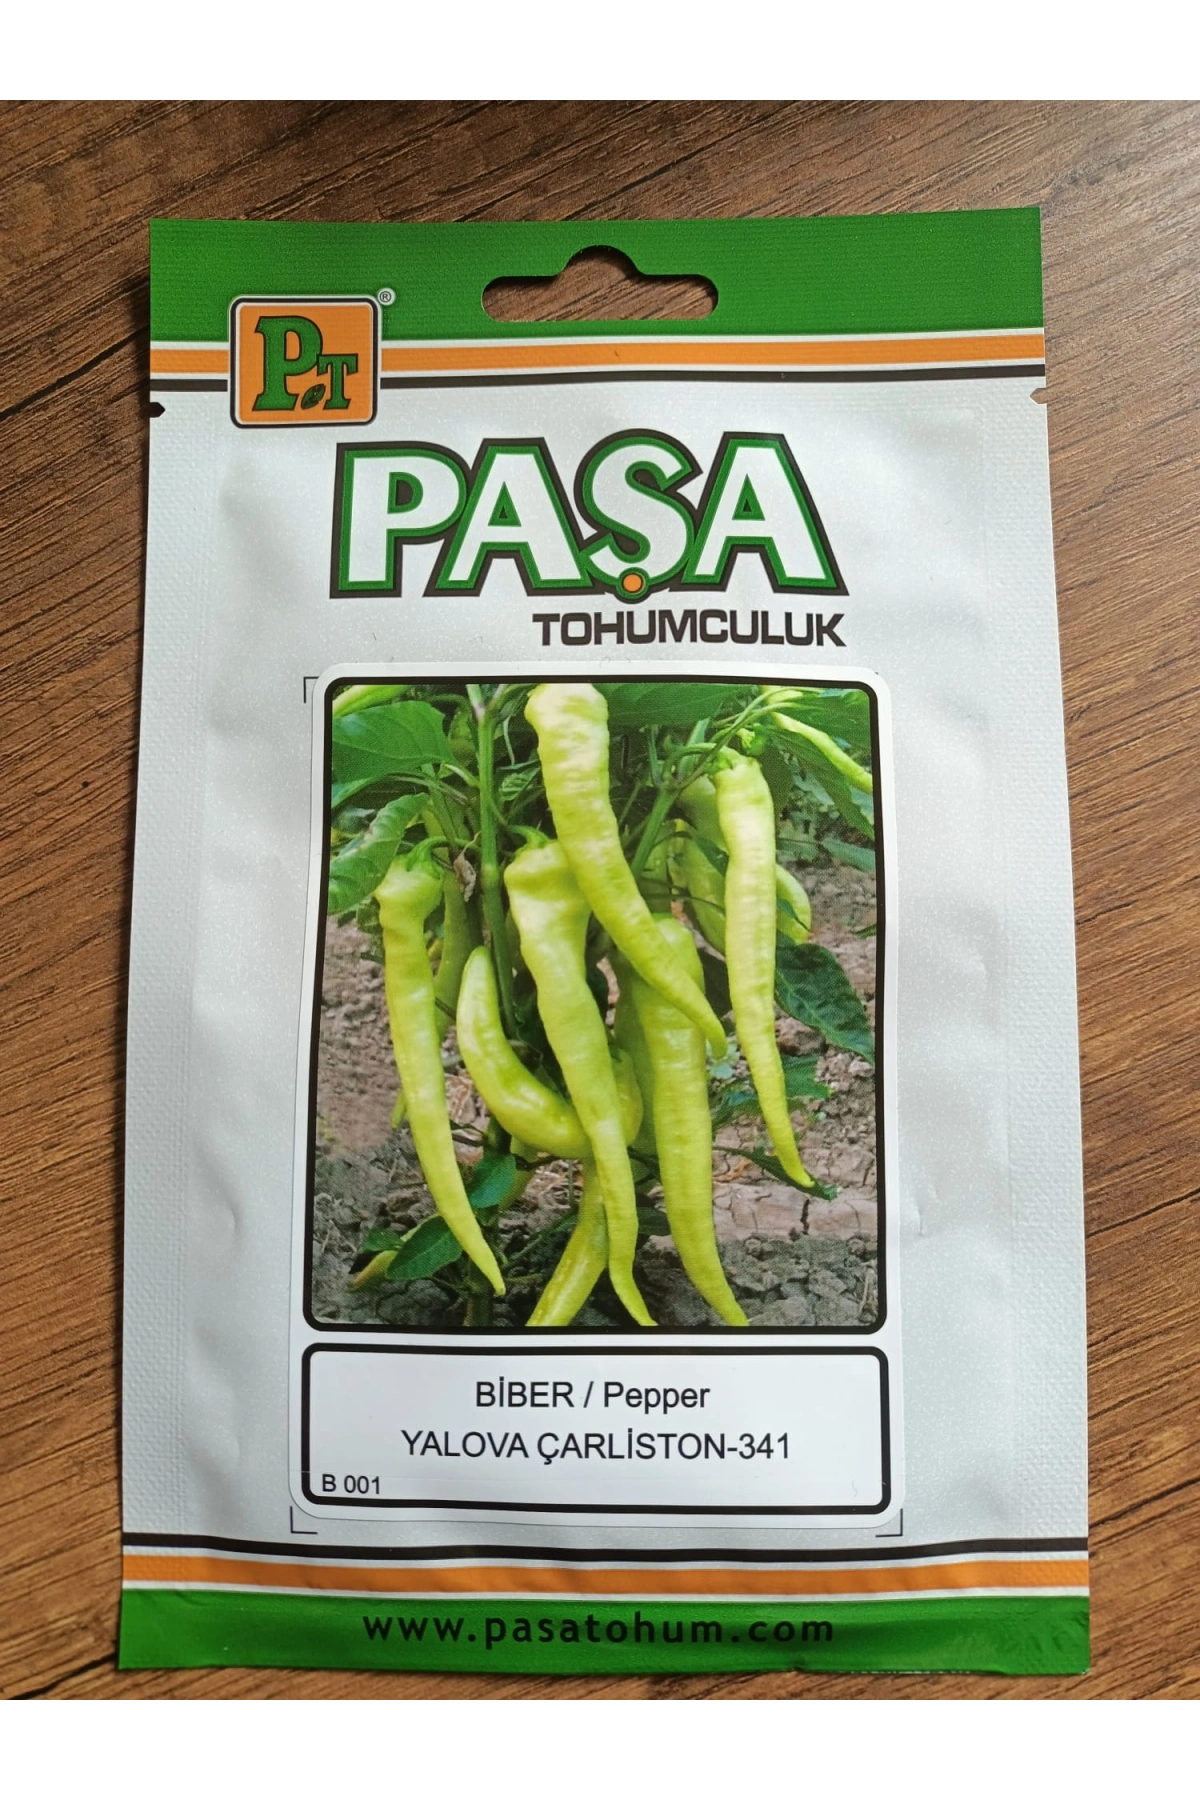 PT®
PAŞA
TOHUMCULUK
BİBER / Pepper
YALOVA ÇARLİSTON-341
B 001
www.pasatohum.com